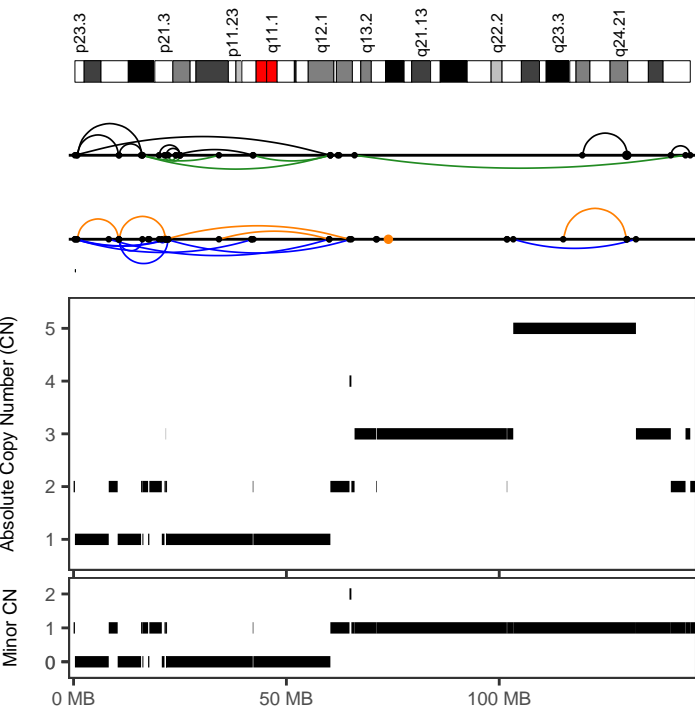 p23.3 p21.3 p11.23 q11.1 q12.1 q13.2 q21.13 q22.2 q23.3 q24.21
Absolute Copy Number (CN)
5
4
3
2
1
Minor CN
2
1
0
0 MB 50 MB 100 MB